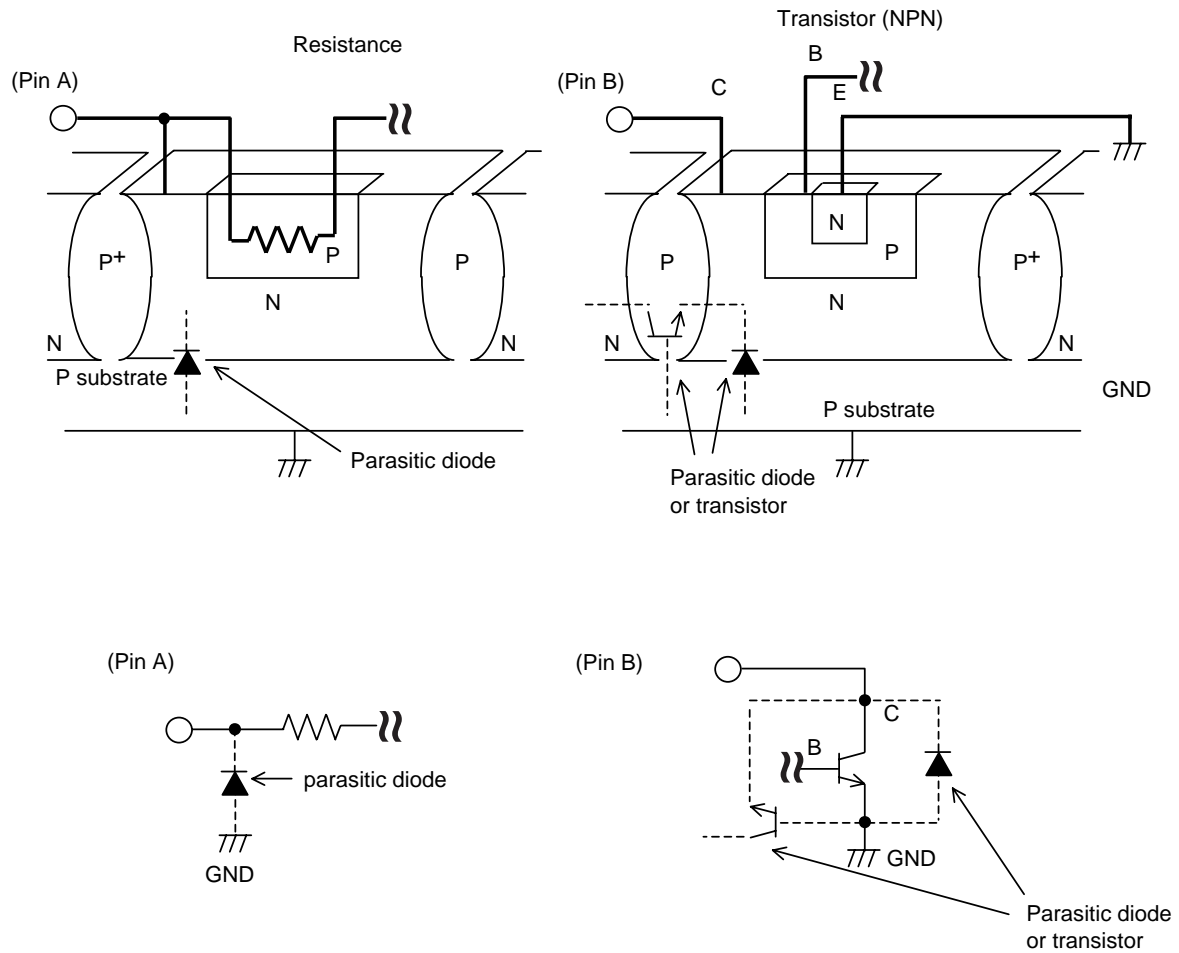 Resistance
(Pin A)
P+
P
N
P
N
N
P substrate
Parasitic diode
Transistor (NPN)
(Pin B)
C
B
E
P
N
P
N
P+
N
N
GND
P substrate
Parasitic diode
or transistor
(Pin A)
parasitic diode
GND
(Pin B)
C
B
GND
Parasitic diode
or transistor